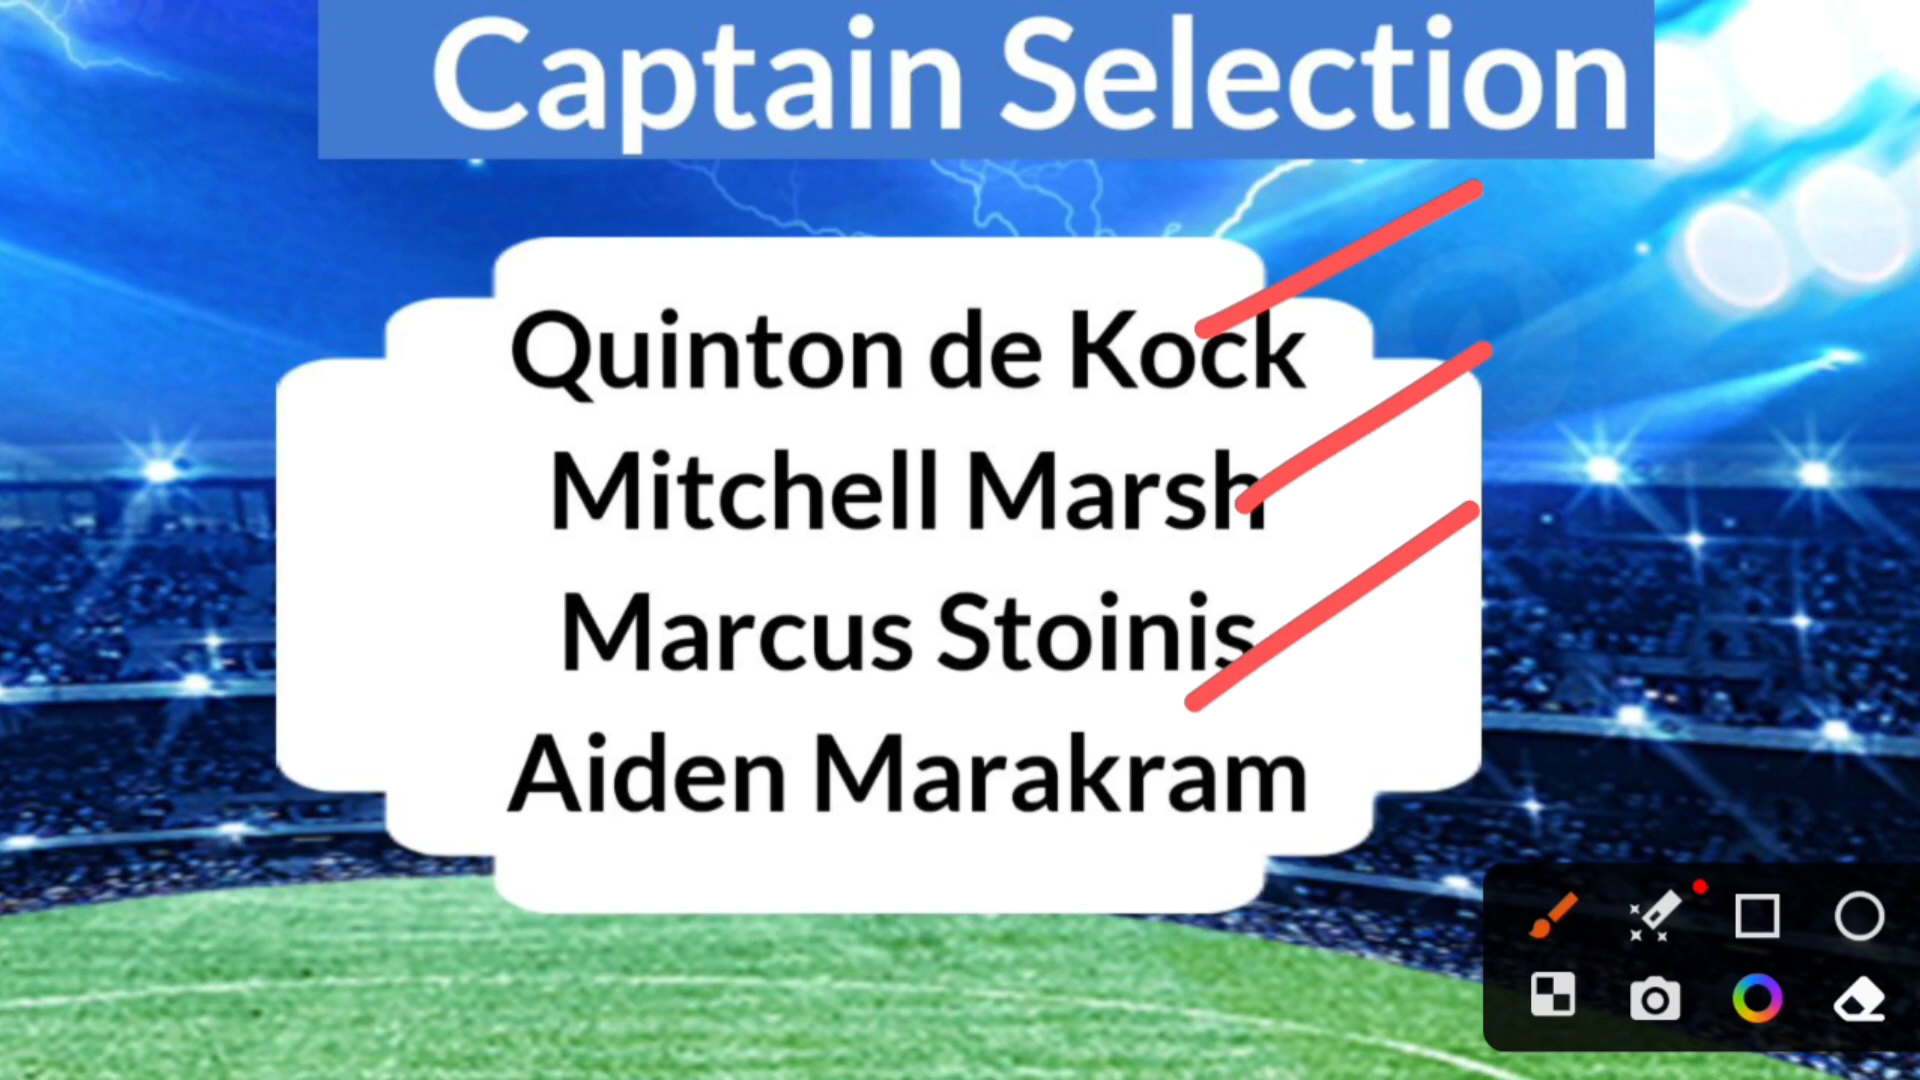 Captain Selection
Quinton de Kock
Mitchell Marsh
Marcus Stoinis
Aiden Marakram